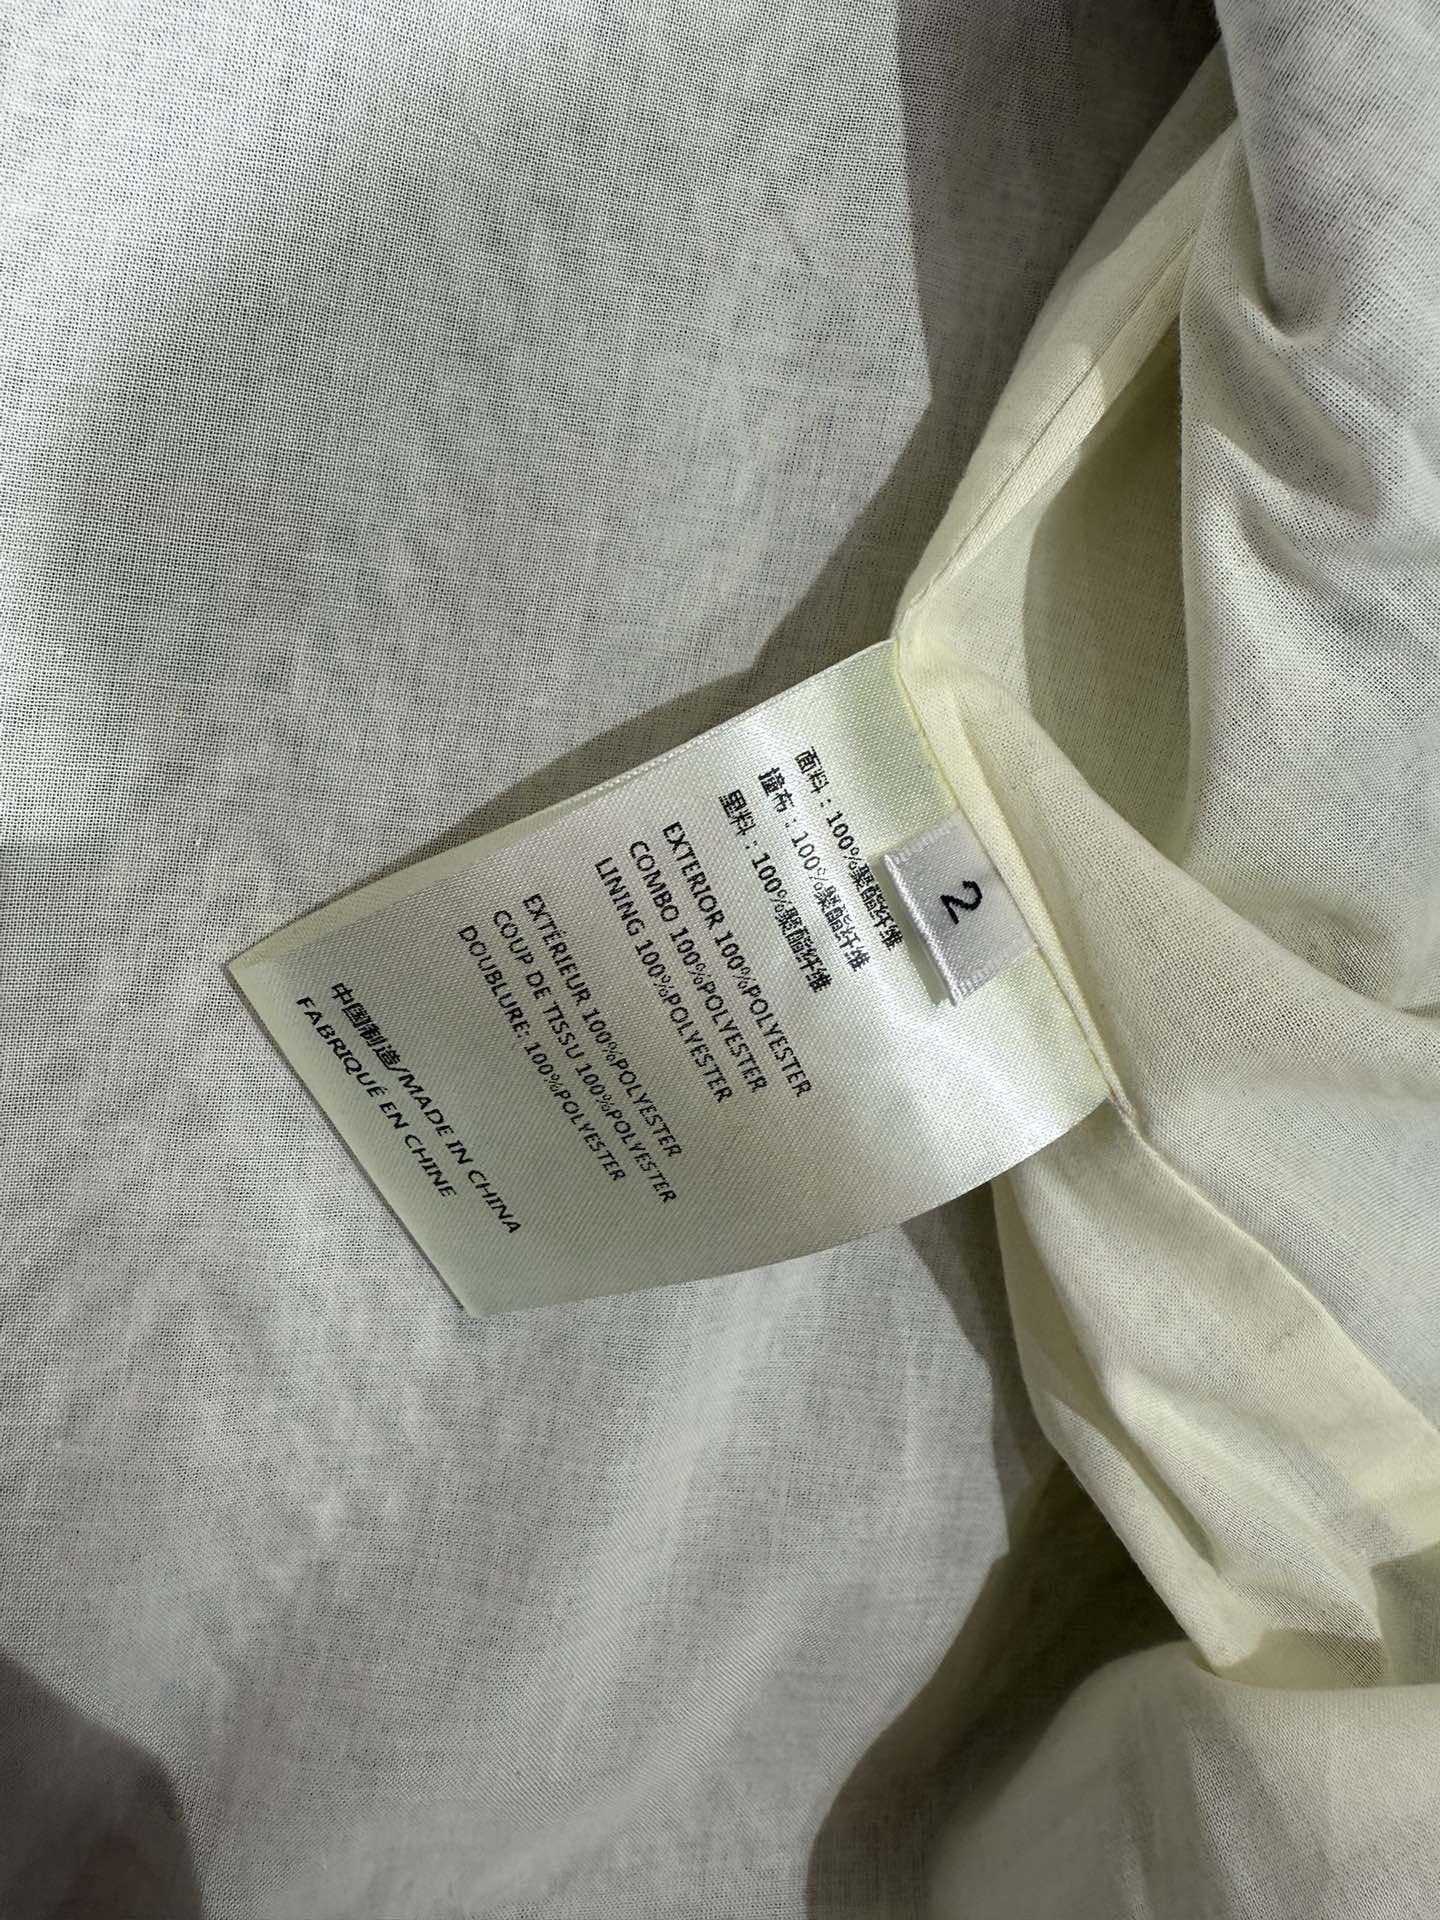 2
面料：100%聚酯纤维
撞布：100%聚酯纤维
里料：100%聚酯纤维
EXTERIOR 100%POLYESTER
COMBO 100%POLYESTER
LINING 100%POLYESTER
EXTÉRIEUR 100%POLYESTER
COUP DE TISSU 100%POLYESTER
DOUBLURE: 100%POLYESTER
中国制造/MADE IN CHINA
FABRIQUÉ EN CHINE